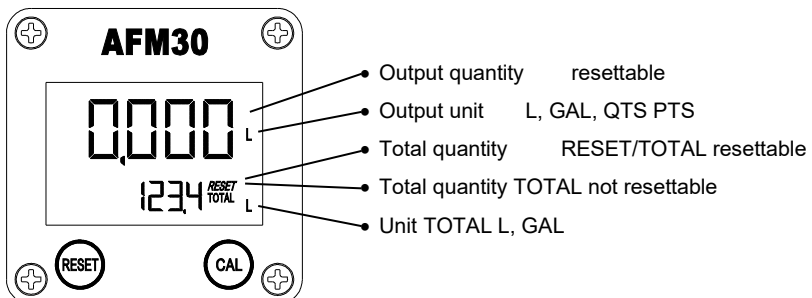 AFM30
0,000 L
123,4 RESET TOTAL L
RESET CAL
Output quantity resettable
Output unit L, GAL, QTS PTS
Total quantity RESET/TOTAL resettable
Total quantity TOTAL not resettable
Unit TOTAL L, GAL